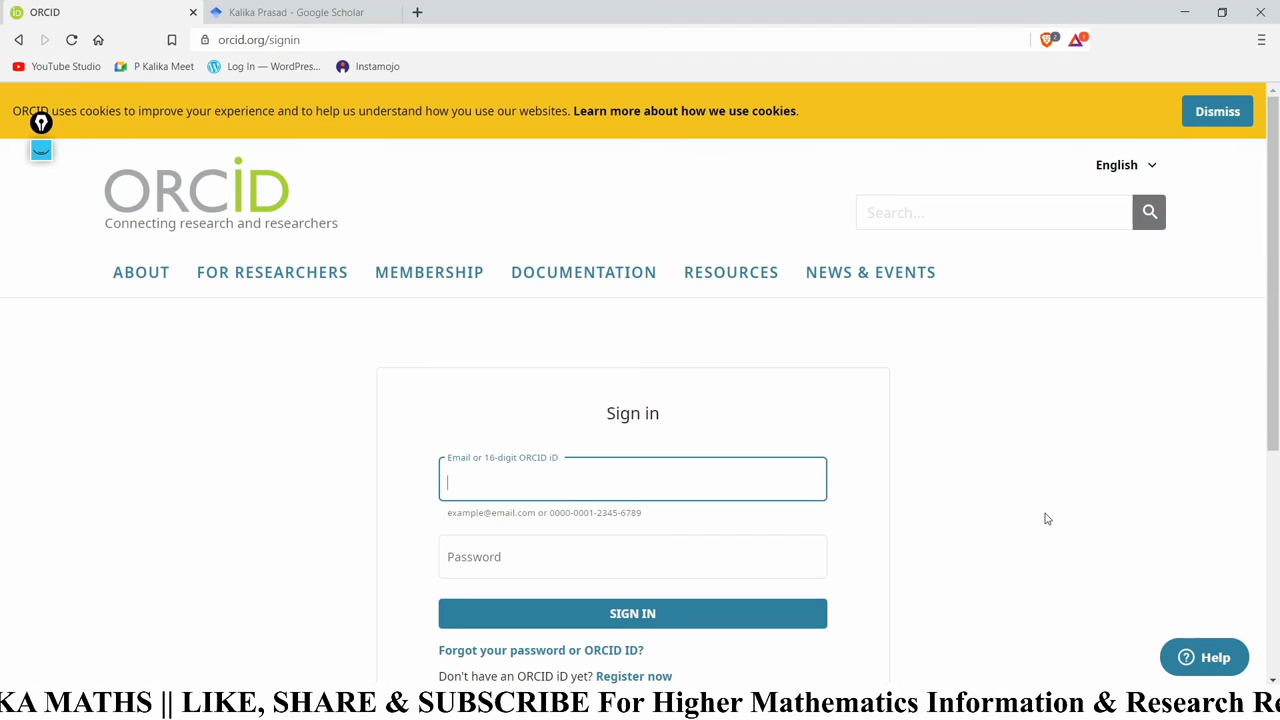 ORCID
Kalika Prasad - Google Scholar
orcid.org/signin
2
1
YouTube Studio
P Kalika Meet
Log In — WordPres...
Instamojo
ORCID uses cookies to improve your experience and to help us understand how you use our websites. Learn more about how we use cookies.
Dismiss
ORCiD
Connecting research and researchers
English
Search...
ABOUT
FOR RESEARCHERS
MEMBERSHIP
DOCUMENTATION
RESOURCES
NEWS & EVENTS
Sign in
Email or 16-digit ORCID iD
example@email.com or 0000-0001-2345-6789
Password
SIGN IN
Forgot your password or ORCID ID?
Don't have an ORCID iD yet? Register now
Help
KA MATHS || LIKE, SHARE & SUBSCRIBE For Higher Mathematics Information & Research Re